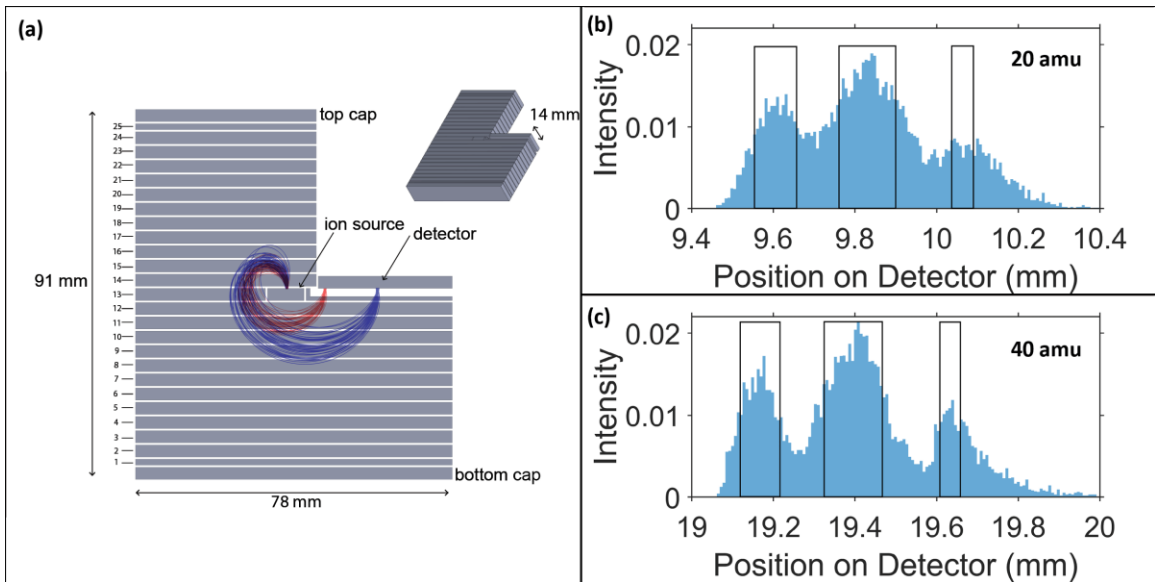 (a)
top cap
25
24
23
22
21
20
19
18
17
16
15
14
13
12
11
10
9
8
7
6
5
4
3
2
1
14 mm
ion source
detector
91 mm
bottom cap
78 mm
(b)
20 amu
Intensity
0.02
0.01
0
9.4 9.6 9.8 10 10.2 10.4
Position on Detector (mm)
(c)
40 amu
Intensity
0.02
0.01
0
19 19.2 19.4 19.6 19.8 20
Position on Detector (mm)